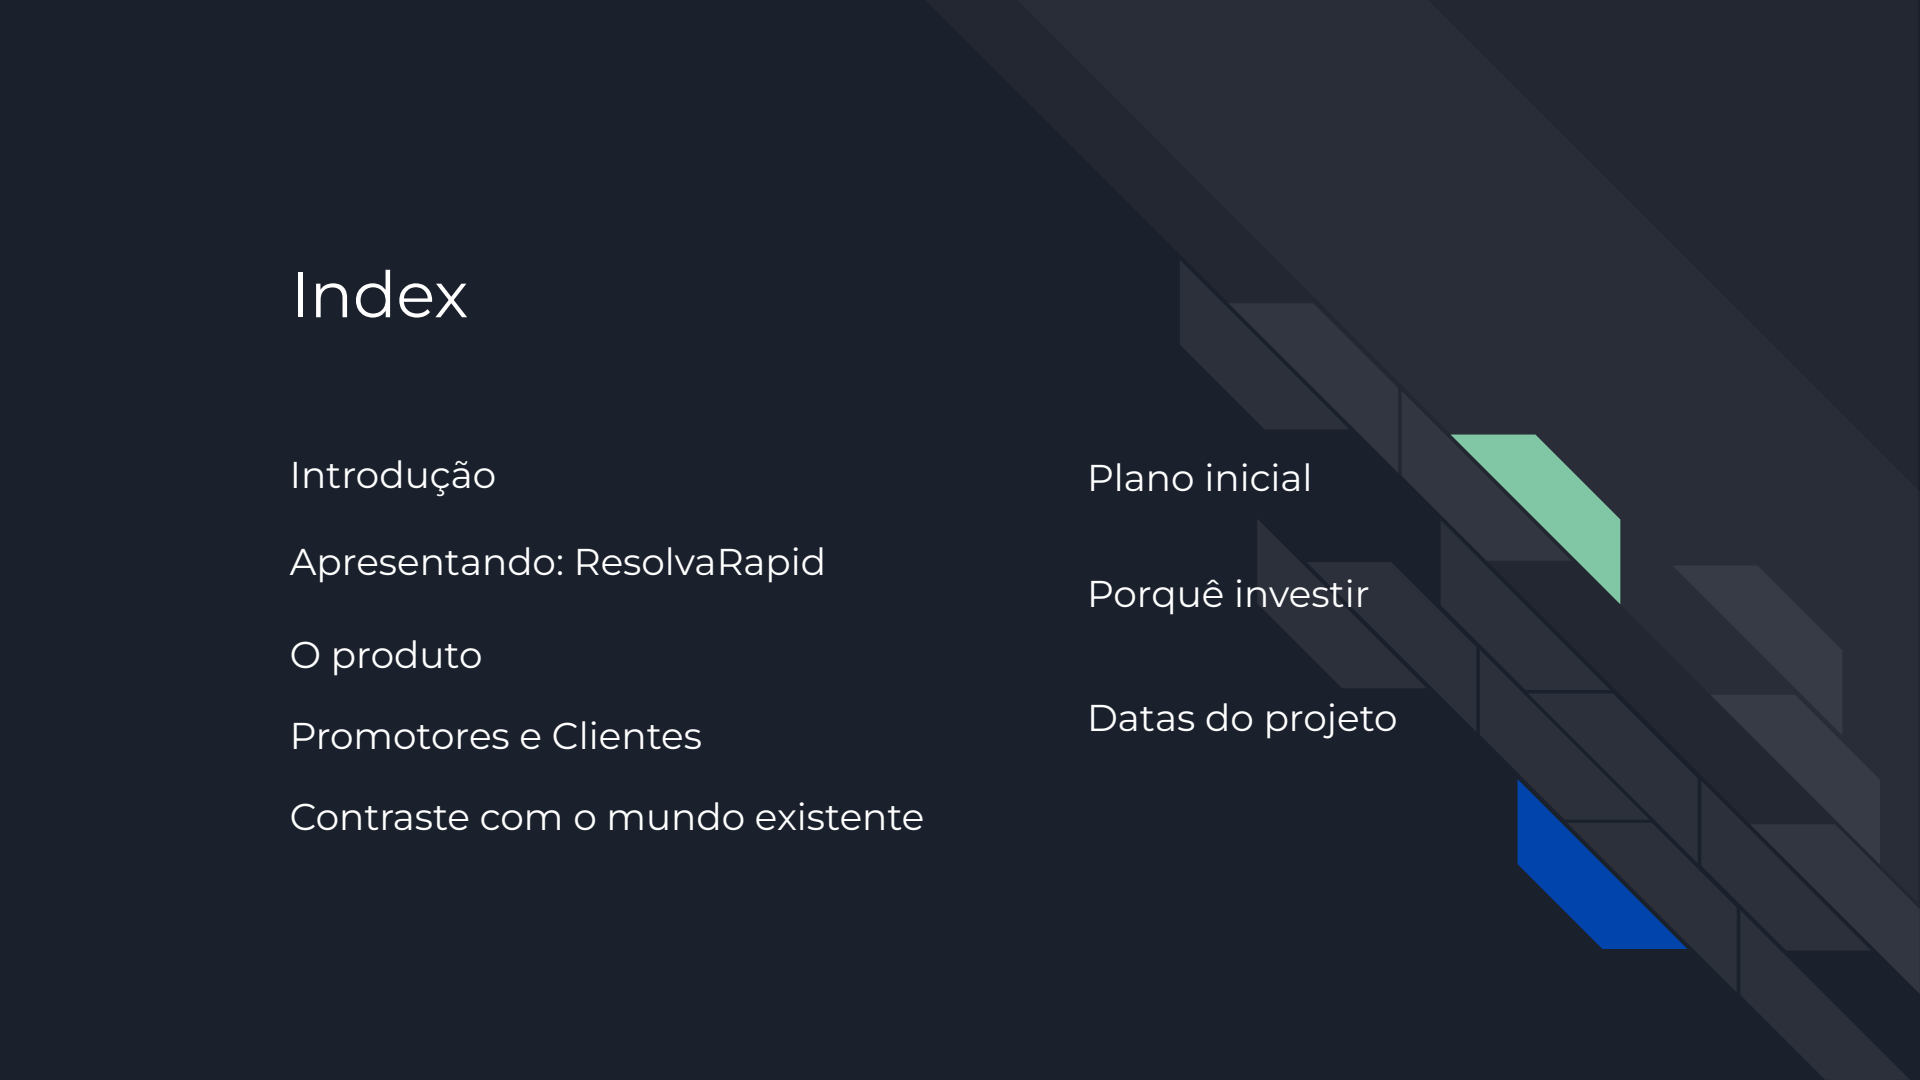 Index
Introdução
Apresentando: ResolvaRapid
O produto
Promotores e Clientes
Contraste com o mundo existente
Plano inicial
Porquê investir
Datas do projeto